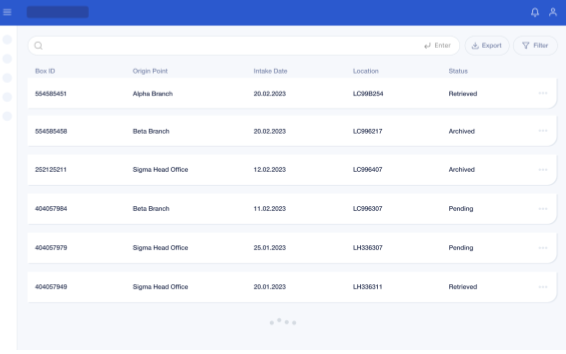 Enter Export Filter
Box ID Origin Point Intake Date Location Status
554585451 Alpha Branch 20.02.2023 LC99B254 Retrieved
554585458 Beta Branch 20.02.2023 LC996217 Archived
252125211 Sigma Head Office 12.02.2023 LC996407 Archived
404057984 Beta Branch 11.02.2023 LC996307 Pending
404057979 Sigma Head Office 25.01.2023 LH336307 Pending
404057949 Sigma Head Office 20.01.2023 LH336311 Retrieved